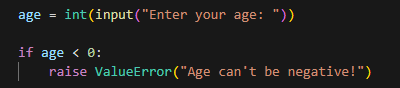 age = int(input("Enter your age: "))
if age < 0:
    raise ValueError("Age can't be negative!")